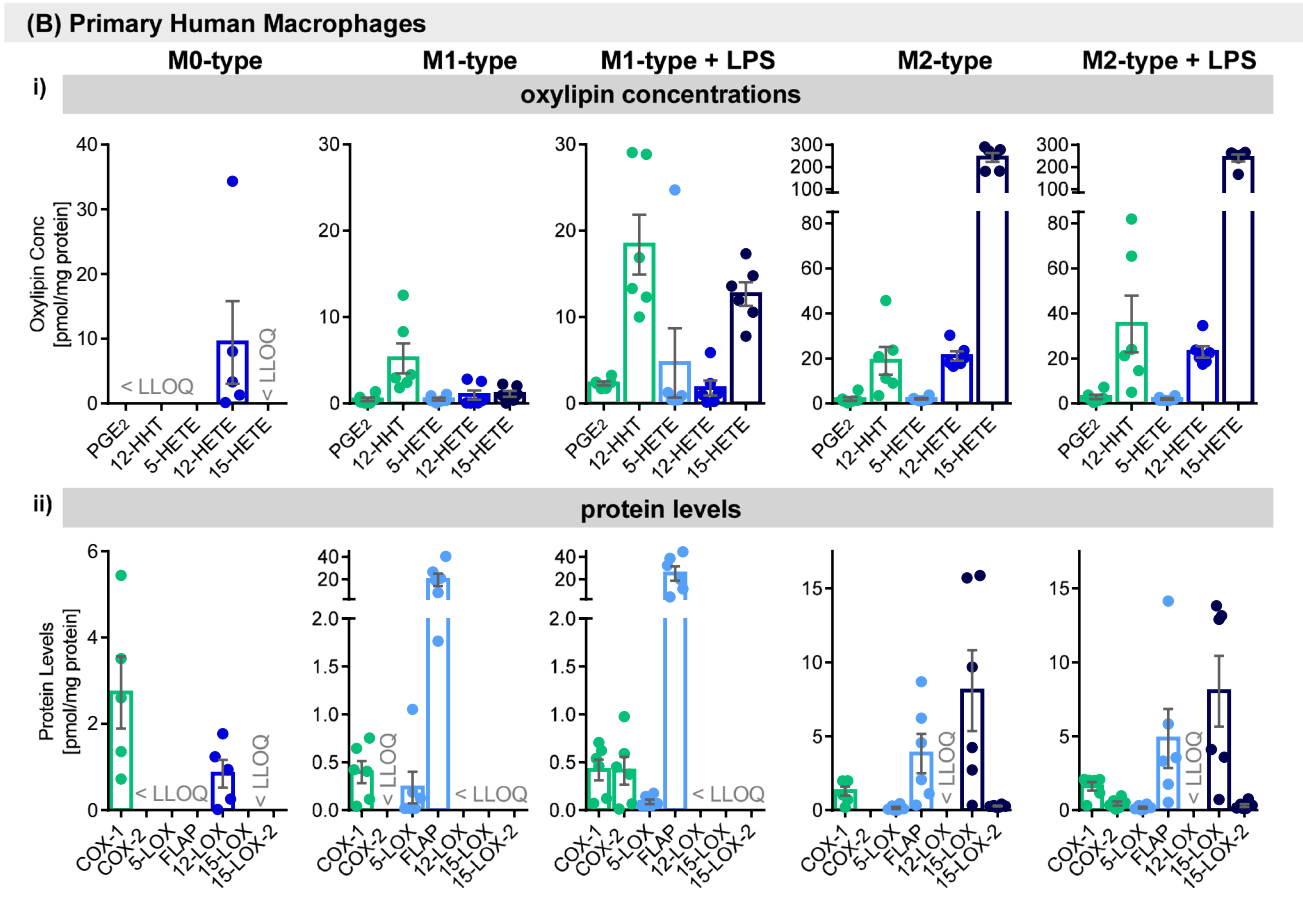 (B) Primary Human Macrophages
M0-type M1-type M1-type + LPS M2-type M2-type + LPS
i) oxylipin concentrations
Oxylipin Conc
[pmol/mg protein]
40
30
20
10
0
< LLOQ
< LLOQ
PGE2 12-HHT 5-HETE 12-HETE 15-HETE
30
20
10
0
PGE2 12-HHT 5-HETE 12-HETE 15-HETE
30
20
10
0
PGE2 12-HHT 5-HETE 12-HETE 15-HETE
300
200
100
80
60
40
20
0
PGE2 12-HHT 5-HETE 12-HETE 15-HETE
300
200
100
80
60
40
20
0
PGE2 12-HHT 5-HETE 12-HETE 15-HETE
ii) protein levels
Protein Levels
[pmol/mg protein]
6
4
2
0
< LLOQ
< LLOQ
COX-1 COX-2 5-LOX FLAP 12-LOX 15-LOX 15-LOX-2
40
20
2.0
1.5
1.0
0.5
0.0
< LLOQ
< LLOQ
COX-1 COX-2 5-LOX FLAP 12-LOX 15-LOX 15-LOX-2
40
20
2.0
1.5
1.0
0.5
0.0
< LLOQ
COX-1 COX-2 5-LOX FLAP 12-LOX 15-LOX 15-LOX-2
15
10
5
0
< LLOQ
COX-1 COX-2 5-LOX FLAP 12-LOX 15-LOX 15-LOX-2
15
10
5
0
< LLOQ
COX-1 COX-2 5-LOX FLAP 12-LOX 15-LOX 15-LOX-2